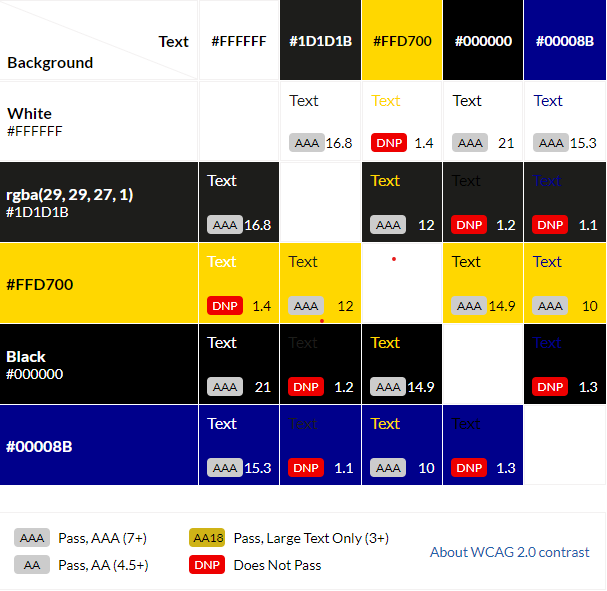 Text
Background
#FFFFFF #1D1D1B #FFD700 #000000 #00008B
White
#FFFFFF
Text Text Text Text
AAA 16.8 DNP 1.4 AAA 21 AAA 15.3
rgba(29, 29, 27, 1)
#1D1D1B
Text Text Text Text
AAA 16.8 AAA 12 DNP 1.2 DNP 1.1
#FFD700
Text Text Text Text
DNP 1.4 AAA 12 AAA 14.9 AAA 10
Black
#000000
Text Text Text Text
AAA 21 DNP 1.2 AAA 14.9 DNP 1.3
#00008B
Text Text Text Text
AAA 15.3 DNP 1.1 AAA 10 DNP 1.3
AAA Pass, AAA (7+) AA18 Pass, Large Text Only (3+)
AA Pass, AA (4.5+) DNP Does Not Pass
About WCAG 2.0 contrast